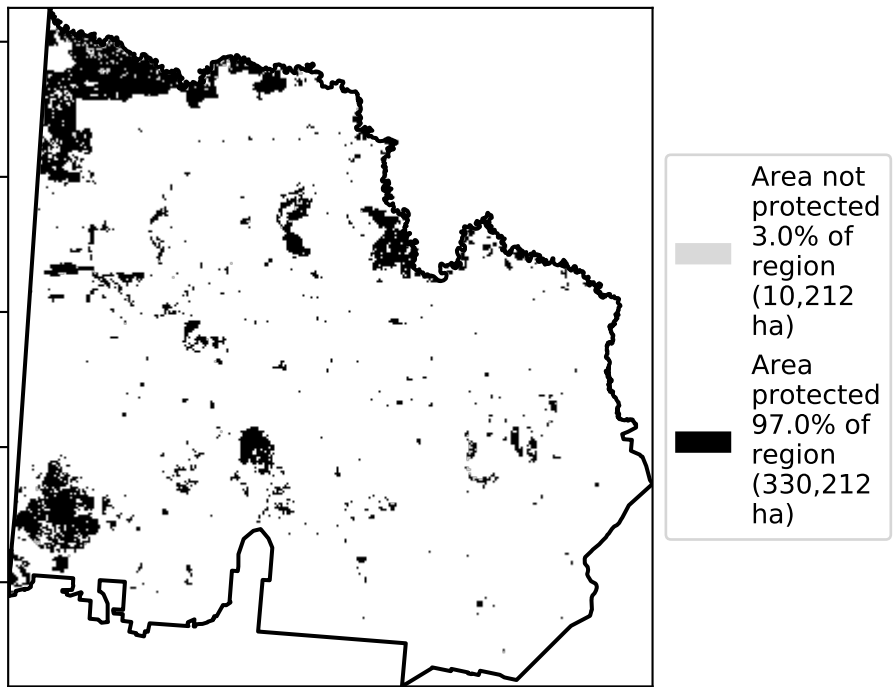 Area not
protected
3.0% of
region
(10,212
ha)
Area
protected
97.0% of
region
(330,212
ha)